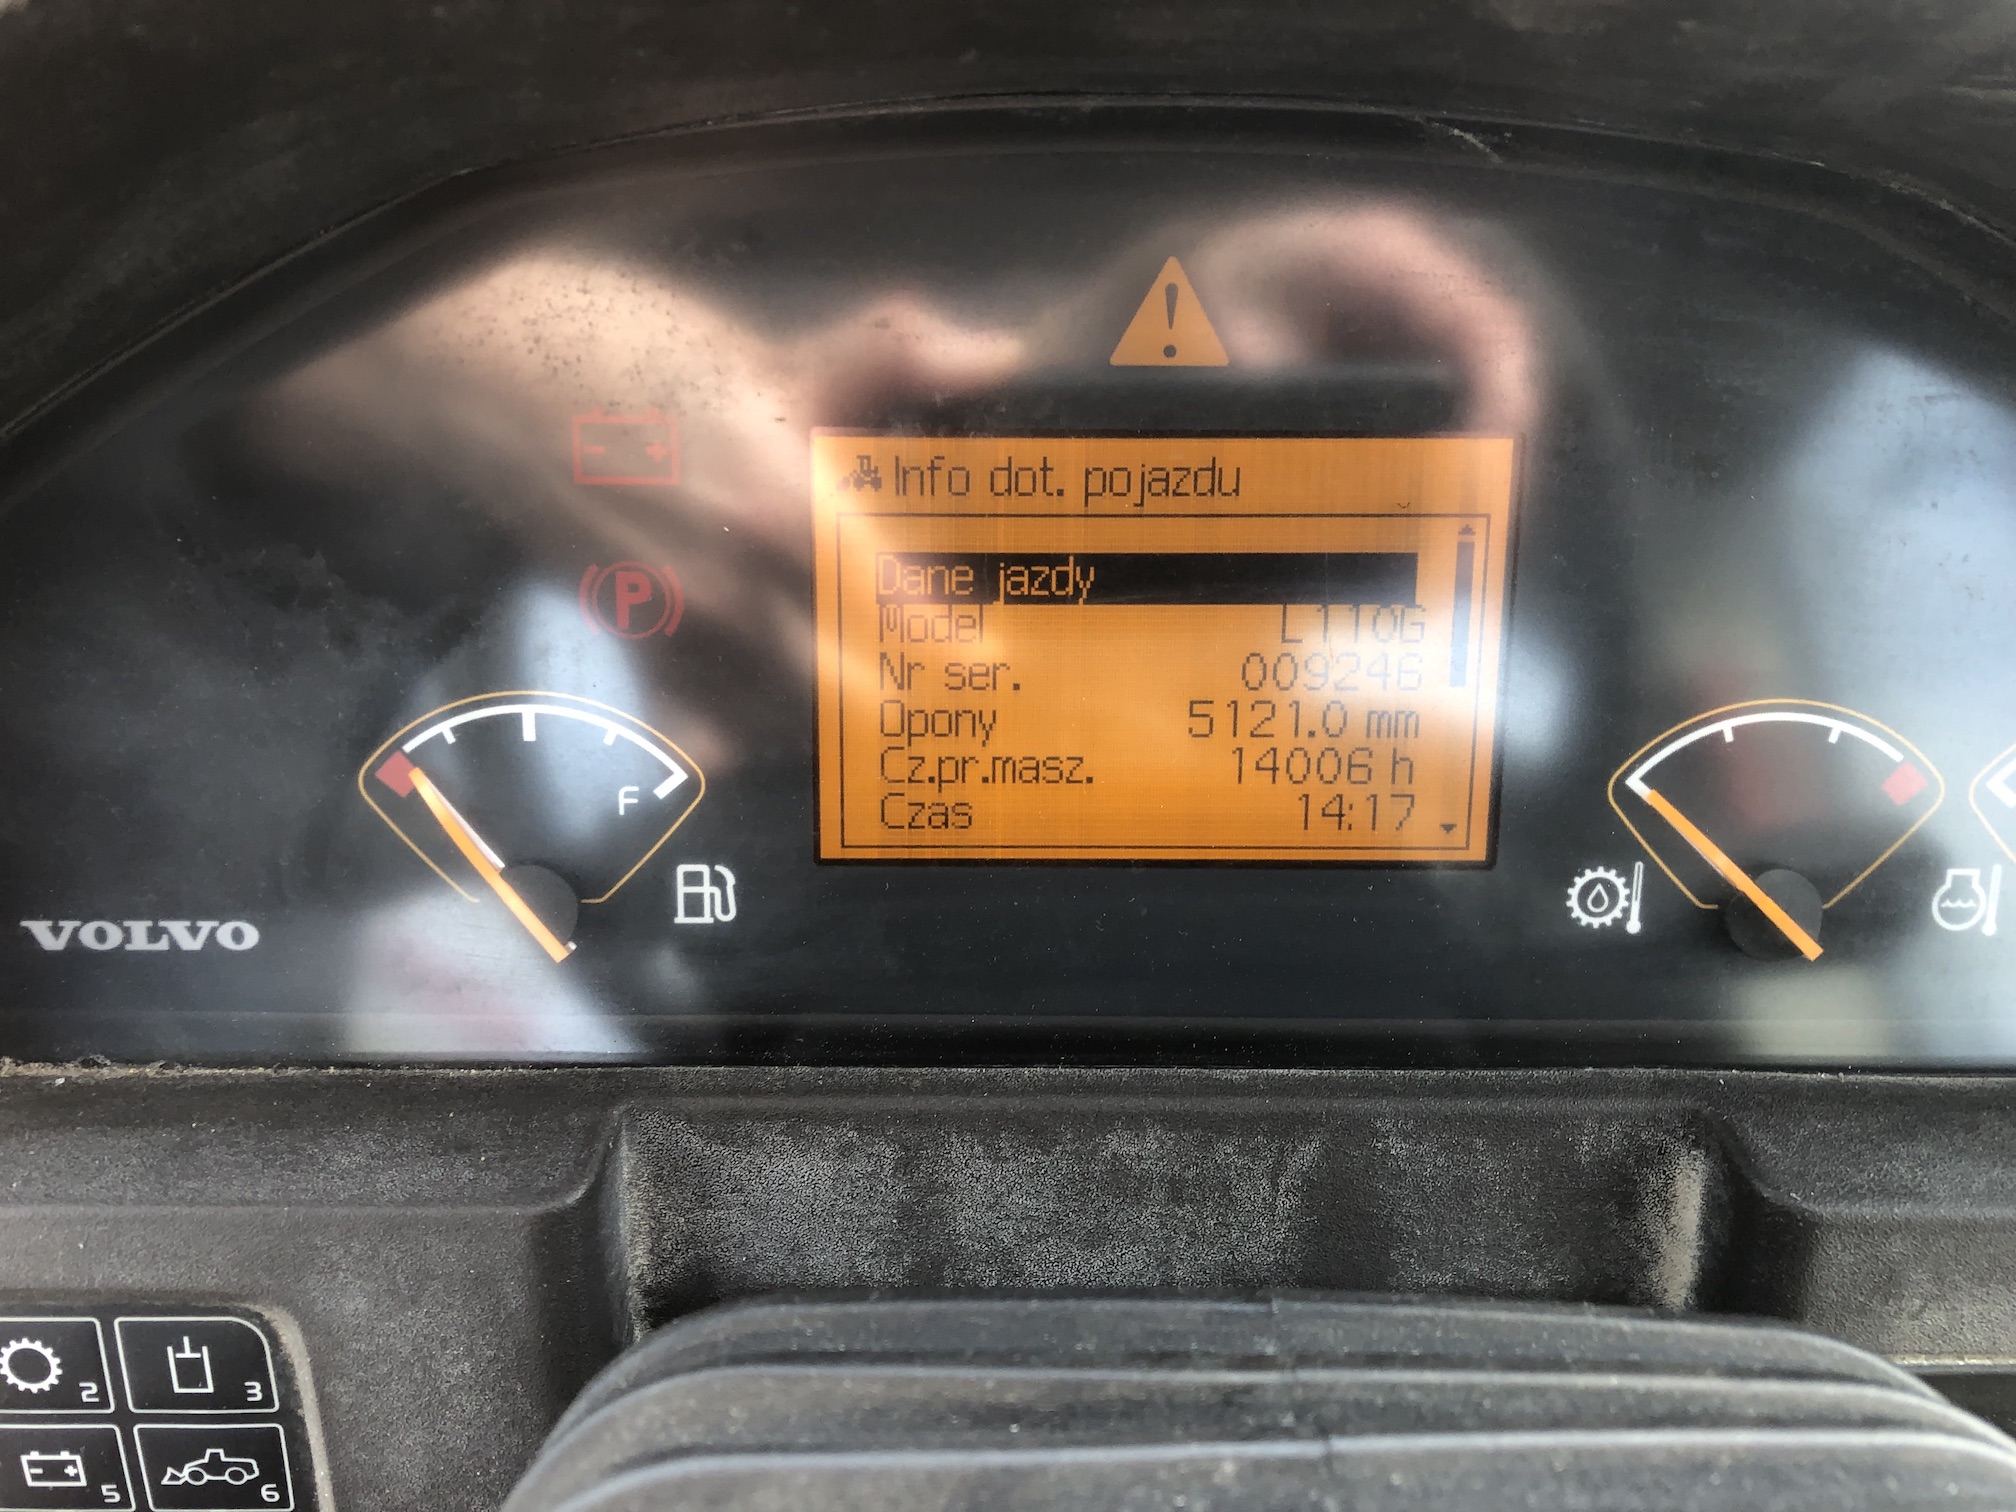 Info dot. pojazdu
Dane jazdy
Model L110G
Nr ser. 009246
Opony 5121.0 mm
Cz.pr.masz. 14006 h
Czas 14:17
P
F
VOLVO
2
3
5
6